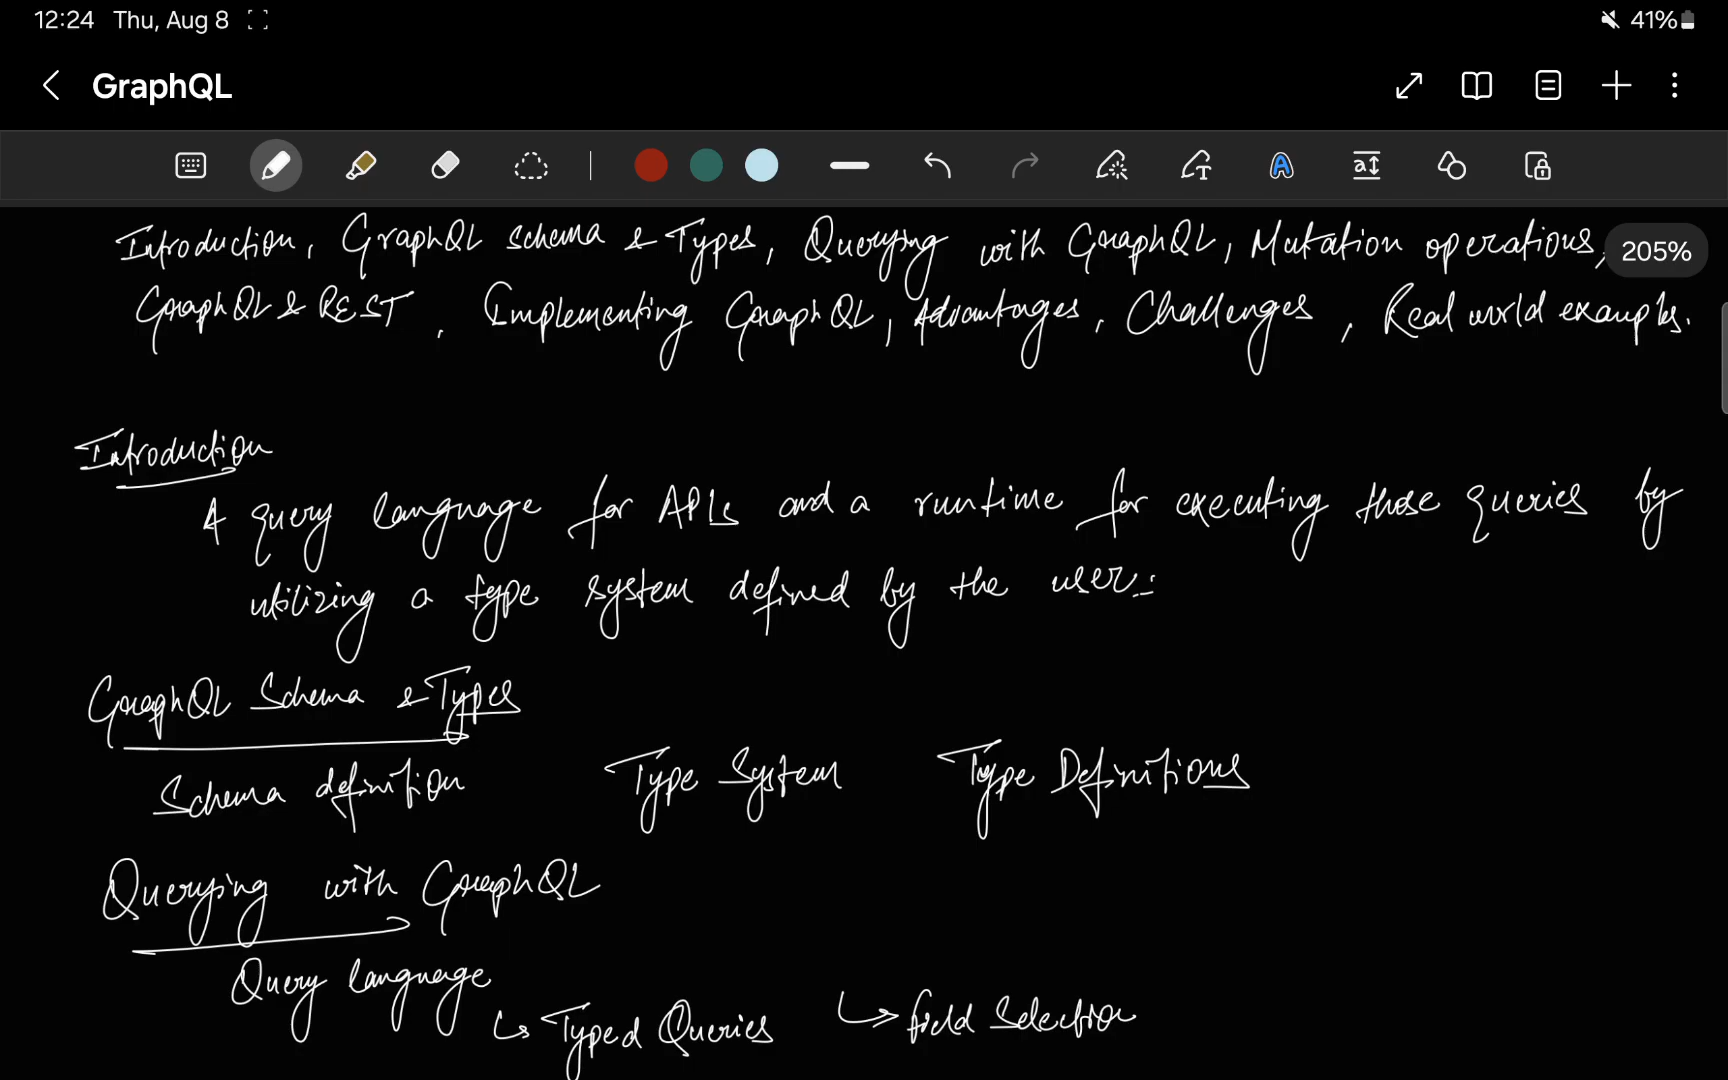 12:24 Thu, Aug 8 41%
GraphQL
Introduction, GraphQL schema & Types, Querying with GraphQL, Mutation operations,
205%
GraphQL & REST, Implementing GraphQL, Advantages, Challenges, Real world examples.
Introduction
A query language for APIs and a runtime for executing those queries by
utilizing a type system defined by the user.
GraphQL Schema & Types
Schema definition Type System Type Definitions
Querying with GraphQL
Query language
↳ Typed Queries ↳ field Selection